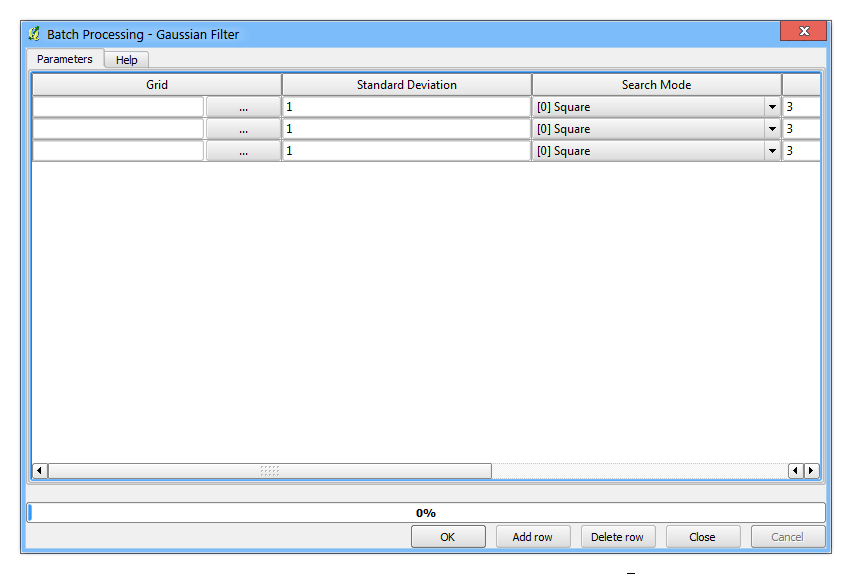 Batch Processing - Gaussian Filter
Parameters Help
Grid Standard Deviation Search Mode
... 1 [0] Square 3
... 1 [0] Square 3
... 1 [0] Square 3
0%
OK Add row Delete row Close Cancel